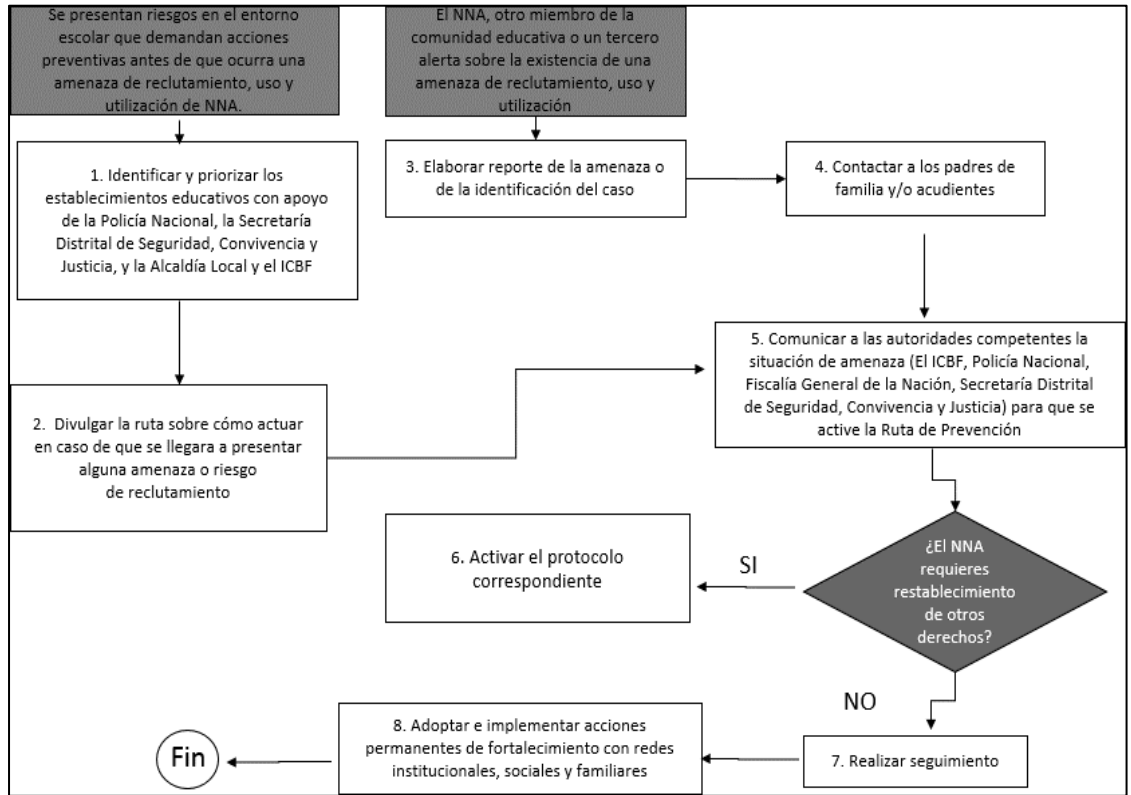 Se presentan riesgos en el entorno
escolar que demandan acciones
preventivas antes de que ocurra una
amenaza de reclutamiento, uso y
utilización de NNA.
El NNA, otro miembro de la
comunidad educativa o un tercero
alerta sobre la existencia de una
amenaza de reclutamiento, uso y
utilización
1. Identificar y priorizar los
establecimientos educativos con apoyo
de la Policía Nacional, la Secretaría
Distrital de Seguridad, Convivencia y
Justicia, y la Alcaldía Local y el ICBF
3. Elaborar reporte de la amenaza o
de la identificación del caso
4. Contactar a los padres de
familia y/o acudientes
2. Divulgar la ruta sobre cómo actuar
en caso de que se llegara a presentar
alguna amenaza o riesgo
de reclutamiento
5. Comunicar a las autoridades competentes la
situación de amenaza (El ICBF, Policía Nacional,
Fiscalía General de la Nación, Secretaría Distrital
de Seguridad, Convivencia y Justicia) para que se
active la Ruta de Prevención
6. Activar el protocolo
correspondiente
SI
¿El NNA
requieres
restablecimiento
de otros
derechos?
NO
7. Realizar seguimiento
8. Adoptar e implementar acciones
permanentes de fortalecimiento con redes
institucionales, sociales y familiares
Fin